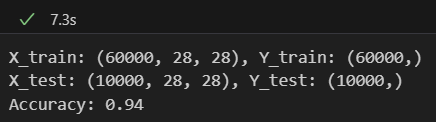 ✓ 7.3s
X_train: (60000, 28, 28), Y_train: (60000,)
X_test: (10000, 28, 28), Y_test: (10000,)
Accuracy: 0.94